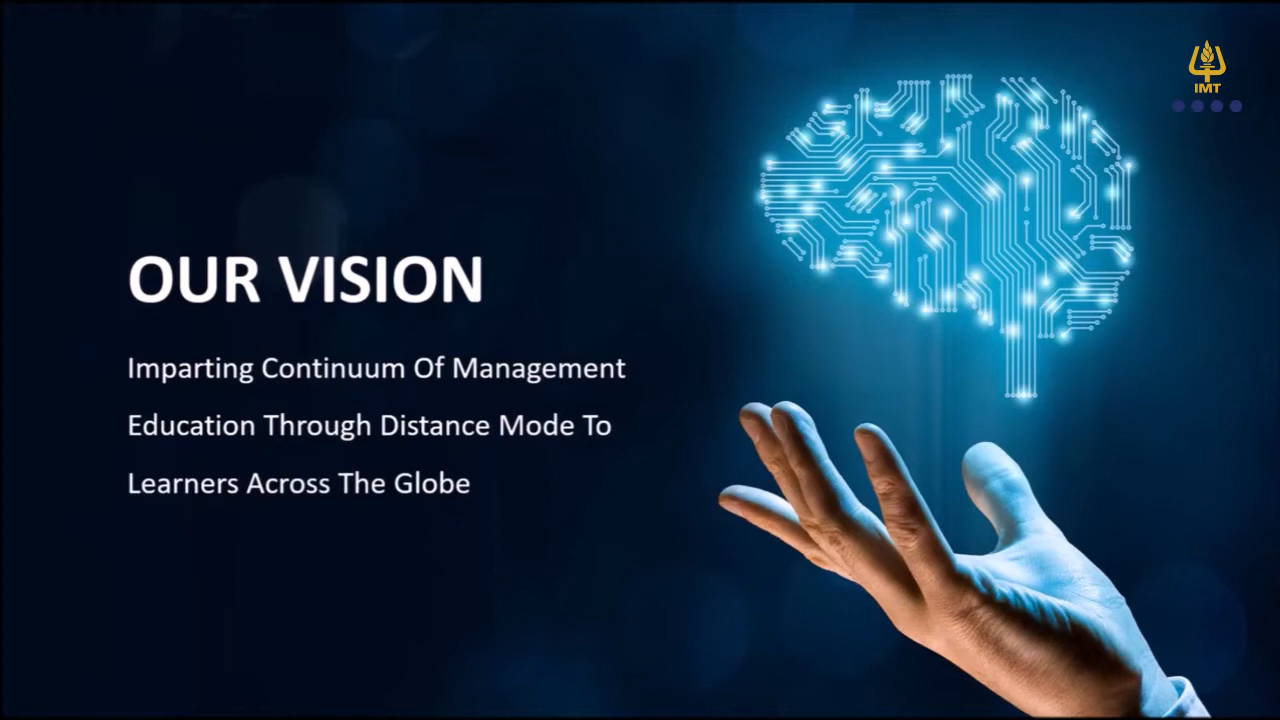 IMT
OUR VISION
Imparting Continuum Of Management
Education Through Distance Mode To
Learners Across The Globe